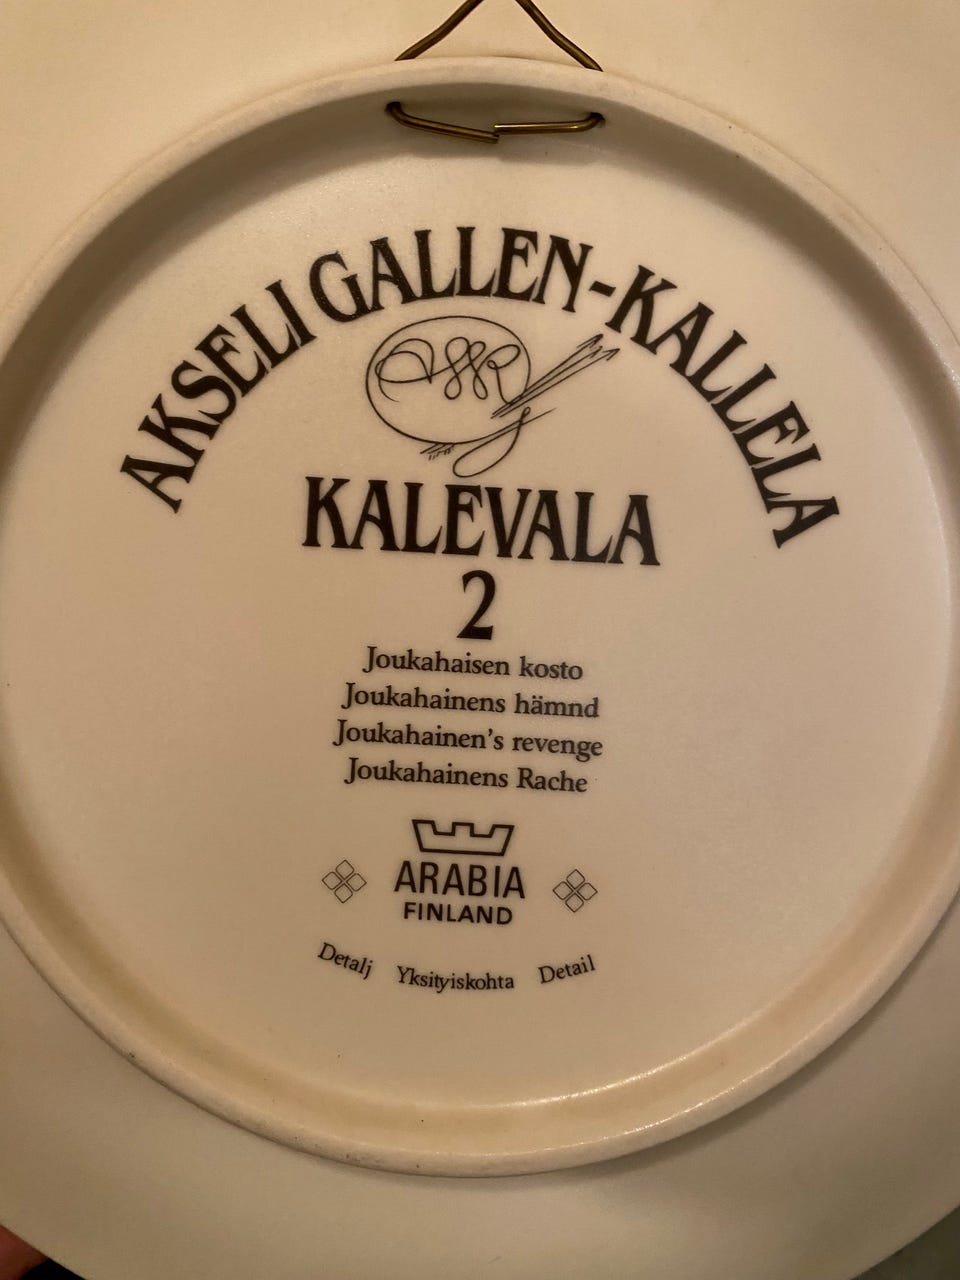 AKSELI GALLEN-KALLELA
KALEVALA
2
Joukahaisen kosto
Joukahainens hämnd
Joukahainen's revenge
Joukahainens Rache
ARABIA
FINLAND
Detalj Yksityiskohta Detail